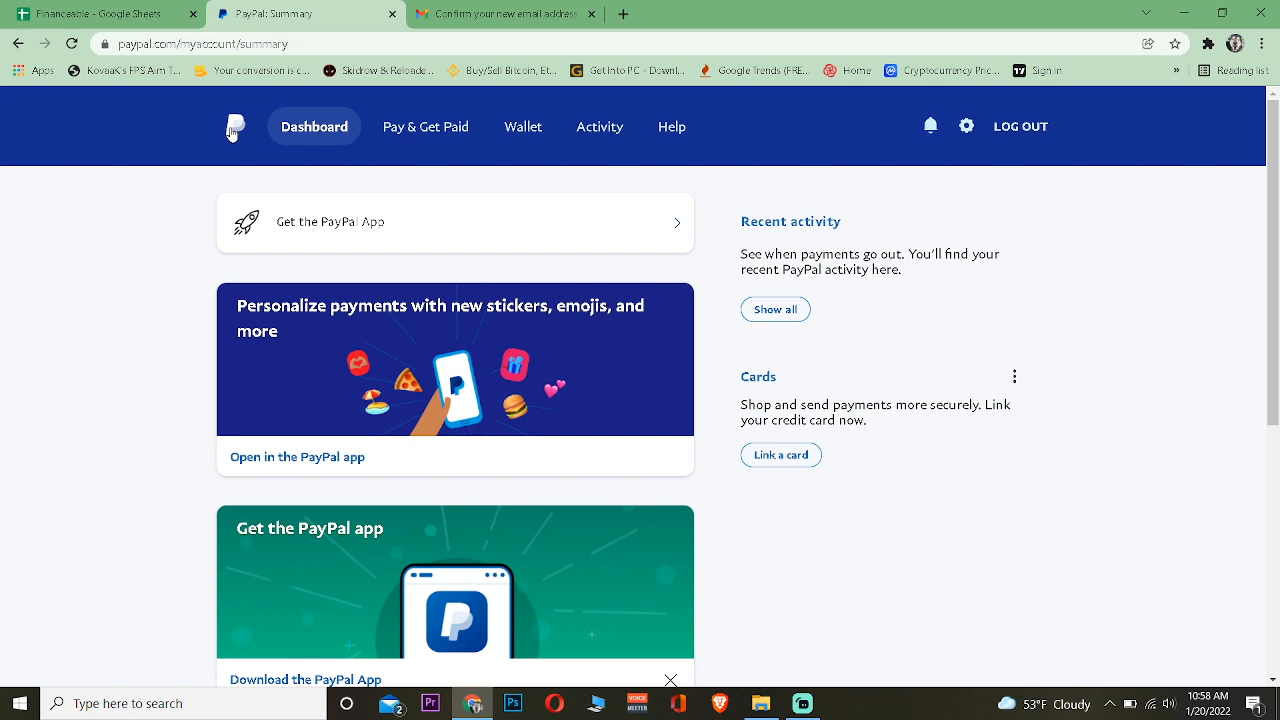 Financeable - Google Sheets
PayPal: Summary
Confirm your new email address
paypal.com/myaccount/summary
Apps
KovaaK's FPS Aim T...
Your conversion is c...
Skidrow & Reloade...
Buy/Sell Bitcoin, Et...
Get Into PC - Downl...
Google Trends (FRE...
Home
Cryptocurrency Pric...
Sign in
»
Reading list
Dashboard
Pay & Get Paid
Wallet
Activity
Help
LOG OUT
Get the PayPal App
Personalize payments with new stickers, emojis, and
more
Open in the PayPal app
Get the PayPal app
Download the PayPal App
Recent activity
See when payments go out. You'll find your
recent PayPal activity here.
Show all
Cards
Shop and send payments more securely. Link
your credit card now.
Link a card
Type here to search
2
Pr
Ps
VOICE
MEETER
53°F Cloudy
10:58 AM
1/20/2022
1